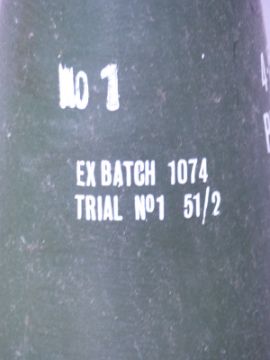 NO 1
EX BATCH 1074
TRIAL Nº1 51/2